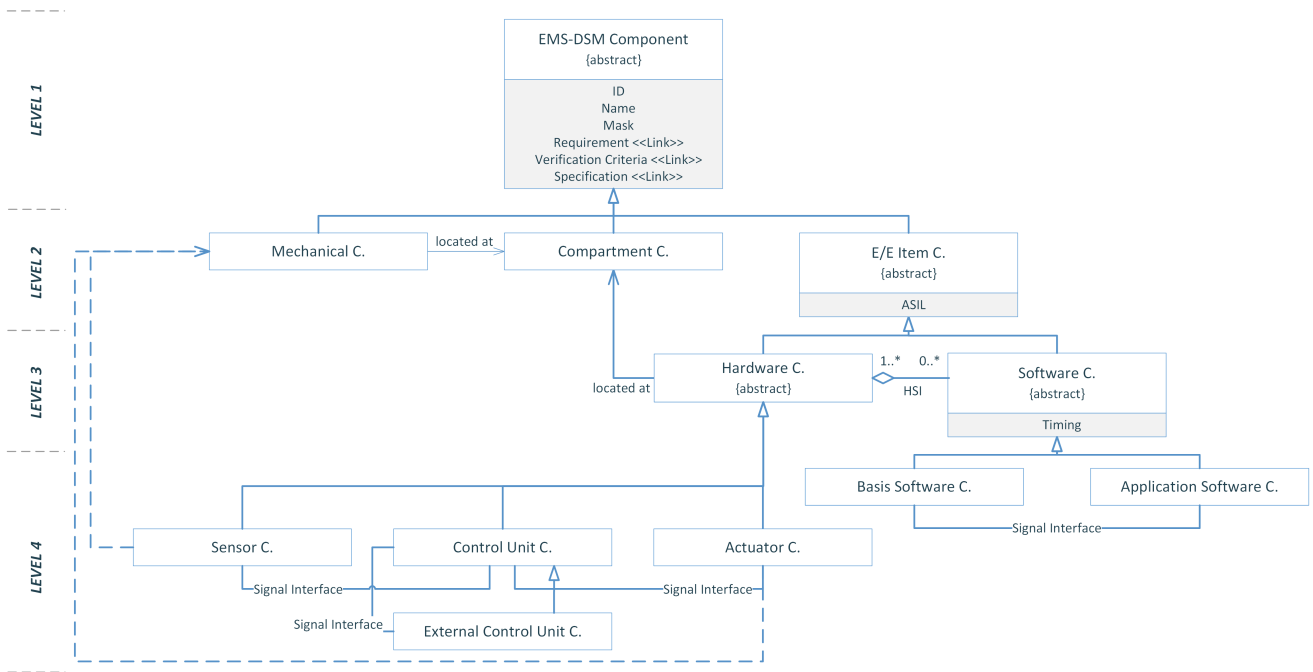 LEVEL 1
EMS-DSM Component
{abstract}
ID
Name
Mask
Requirement <<Link>>
Verification Criteria <<Link>>
Specification <<Link>>
LEVEL 2
Mechanical C.
located at
Compartment C.
E/E Item C.
{abstract}
ASIL
LEVEL 3
located at
Hardware C.
{abstract}
1..*
0..*
HSI
Software C.
{abstract}
Timing
LEVEL 4
Basis Software C.
Application Software C.
Signal Interface
Sensor C.
Control Unit C.
Actuator C.
Signal Interface
Signal Interface
Signal Interface
External Control Unit C.